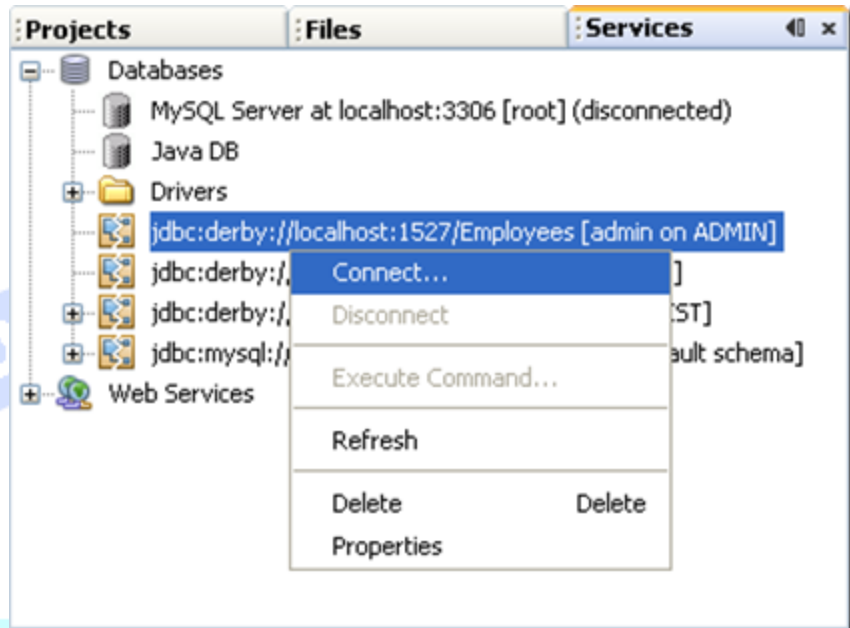 Projects Files Services
Databases
MySQL Server at localhost:3306 [root] (disconnected)
Java DB
Drivers
jdbc:derby://localhost:1527/Employees [admin on ADMIN]
jdbc:derby:/ Connect... ]
jdbc:derby:/ Disconnect ST]
jdbc:mysql:// ault schema]
Execute Command...
Web Services
Refresh
Delete Delete
Properties